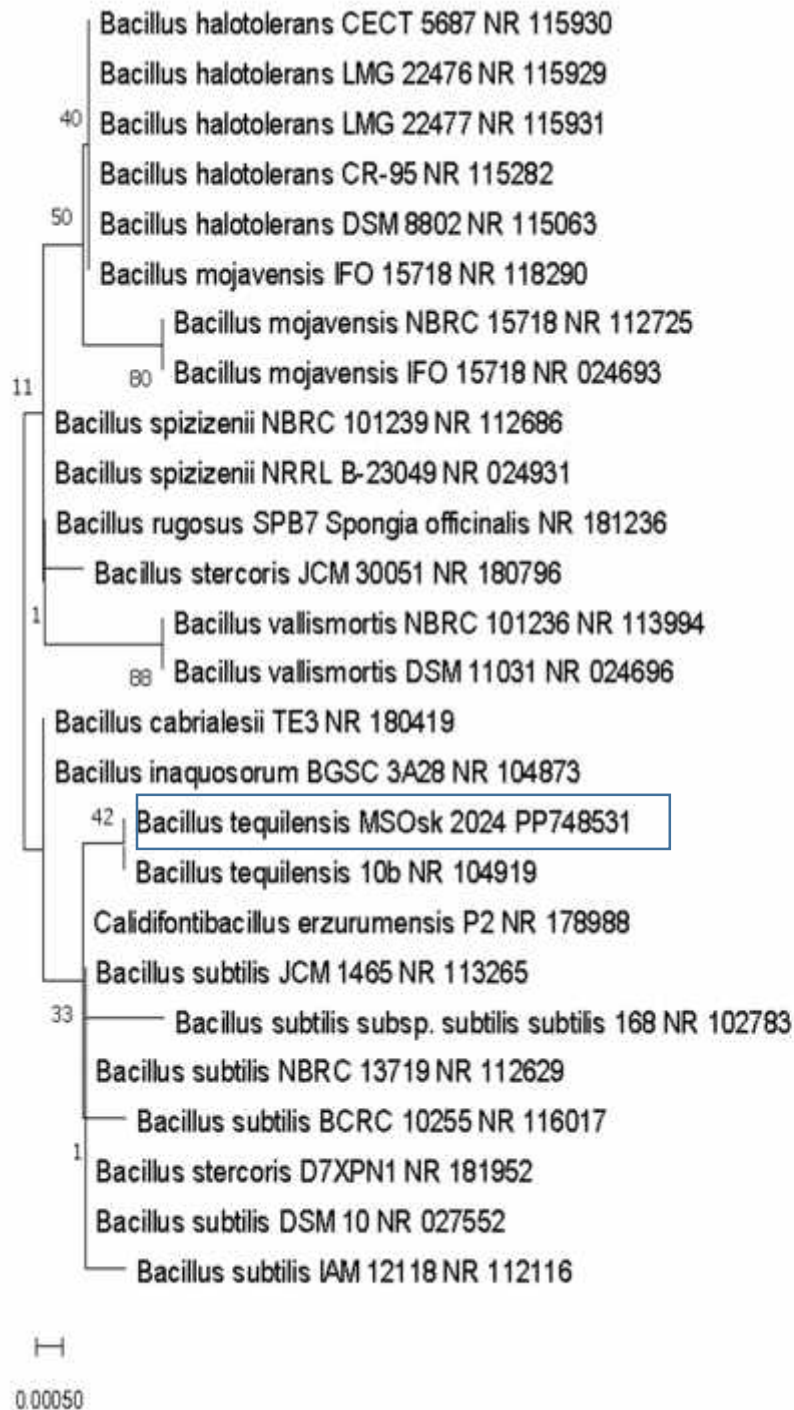 Bacillus halotolerans CECT 5687 NR 115930
Bacillus halotolerans LMG 22476 NR 115929
40 Bacillus halotolerans LMG 22477 NR 115931
Bacillus halotolerans CR-95 NR 115282
50 Bacillus halotolerans DSM 8802 NR 115063
Bacillus mojavensis IFO 15718 NR 118290
Bacillus mojavensis NBRC 15718 NR 112725
80 Bacillus mojavensis IFO 15718 NR 024693
11
Bacillus spizizenii NBRC 101239 NR 112686
Bacillus spizizenii NRRL B-23049 NR 024931
Bacillus rugosus SPB7 Spongia officinalis NR 181236
Bacillus stercoris JCM 30051 NR 180796
1 Bacillus vallismortis NBRC 101236 NR 113994
88 Bacillus vallismortis DSM 11031 NR 024696
Bacillus cabrialesii TE3 NR 180419
Bacillus inaquosorum BGSC 3A28 NR 104873
42 Bacillus tequilensis MSOsk 2024 PP748531
Bacillus tequilensis 10b NR 104919
Calidifontibacillus erzurumensis P2 NR 178988
Bacillus subtilis JCM 1465 NR 113265
33 Bacillus subtilis subsp. subtilis subtilis 168 NR 102783
Bacillus subtilis NBRC 13719 NR 112629
Bacillus subtilis BCRC 10255 NR 116017
1 Bacillus stercoris D7XPN1 NR 181952
Bacillus subtilis DSM 10 NR 027552
Bacillus subtilis IAM 12118 NR 112116
0.00050